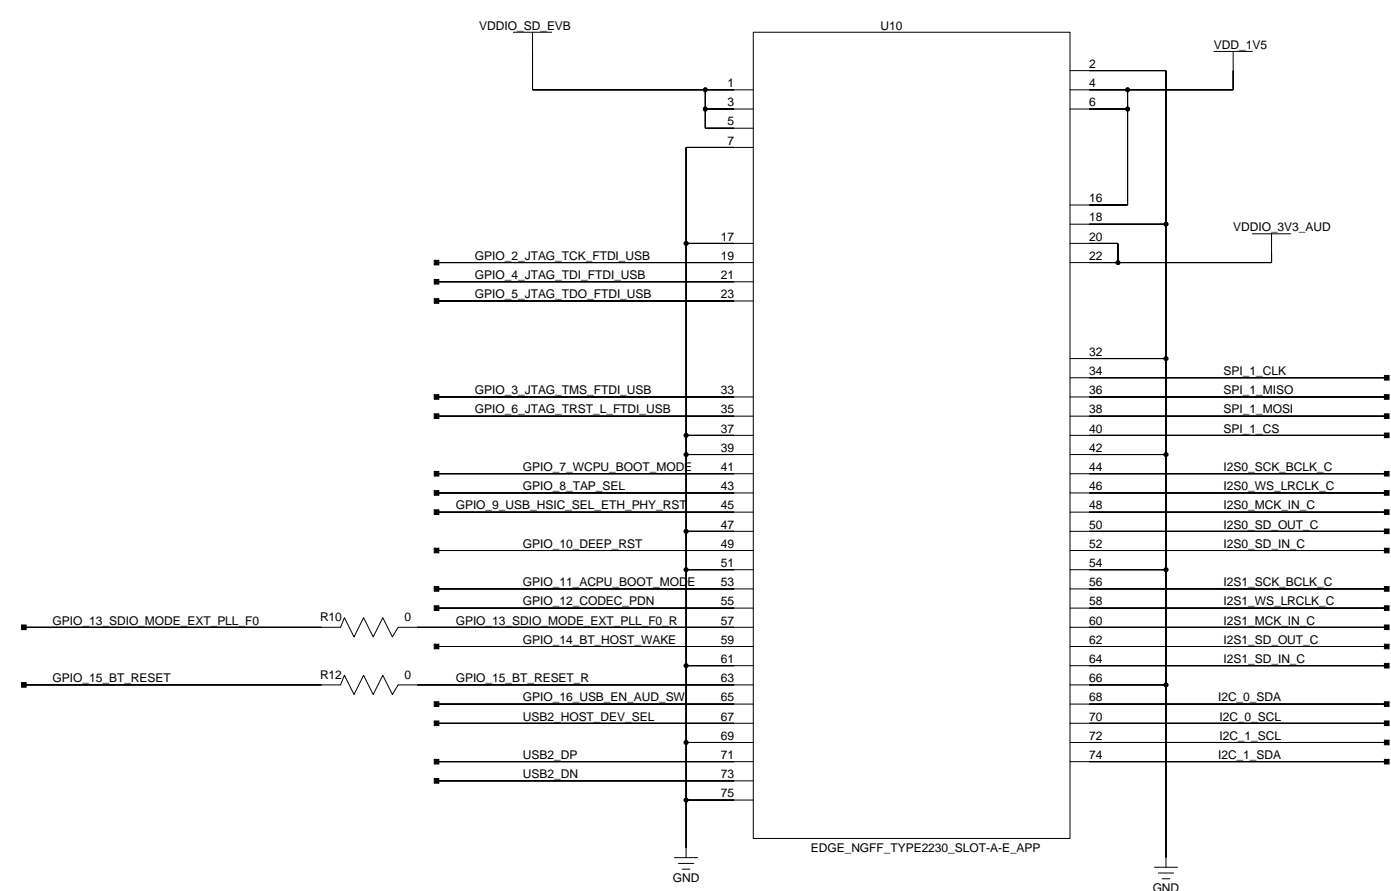 VDDIO_SD_EVB
U10
VDD_1V5
2
1 4
3 6
5
7
16
18
VDDIO_3V3_AUD
17 20
GPIO_2_JTAG_TCK_FTDI_USB 19 22
GPIO_4_JTAG_TDI_FTDI_USB 21
GPIO_5_JTAG_TDO_FTDI_USB 23
32
34 SPI_1_CLK
GPIO_3_JTAG_TMS_FTDI_USB 33 36 SPI_1_MISO
GPIO_6_JTAG_TRST_L_FTDI_USB 35 38 SPI_1_MOSI
37 40 SPI_1_CS
39 42
GPIO_7_WCPU_BOOT_MODE 41 44 I2S0_SCK_BCLK_C
GPIO_8_TAP_SEL 43 46 I2S0_WS_LRCLK_C
GPIO_9_USB_HSIC_SEL_ETH_PHY_RST 45 48 I2S0_MCK_IN_C
47 50 I2S0_SD_OUT_C
GPIO_10_DEEP_RST 49 52 I2S0_SD_IN_C
51 54
GPIO_11_ACPU_BOOT_MODE 53 56 I2S1_SCK_BCLK_C
GPIO_12_CODEC_PDN 55 58 I2S1_WS_LRCLK_C
GPIO_13_SDIO_MODE_EXT_PLL_F0 R10 0 GPIO_13_SDIO_MODE_EXT_PLL_F0_R 57 60 I2S1_MCK_IN_C
GPIO_14_BT_HOST_WAKE 59 62 I2S1_SD_OUT_C
61 64 I2S1_SD_IN_C
GPIO_15_BT_RESET R12 0 GPIO_15_BT_RESET_R 63 66
GPIO_16_USB_EN_AUD_SW 65 68 I2C_0_SDA
USB2_HOST_DEV_SEL 67 70 I2C_0_SCL
69 72 I2C_1_SCL
USB2_DP 71 74 I2C_1_SDA
USB2_DN 73
75
EDGE_NGFF_TYPE2230_SLOT-A-E_APP
GND
GND